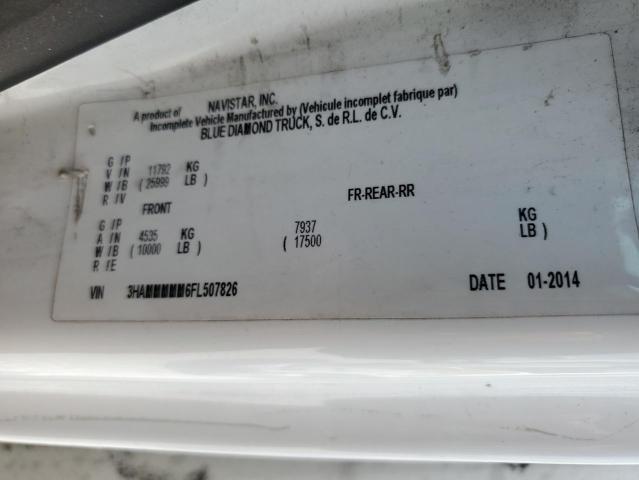 NAVISTAR, INC.
A product of
Incomplete Vehicle Manufactured by (Vehicule incomplet fabrique par)
BLUE DIAMOND TRUCK, S. de R.L. de C.V.
G /P
V /N 11792 KG
W /B ( 25999 LB )
R /V
FRONT FR-REAR-RR
G /P
A /N 4535 KG 7937 KG
W /B ( 10000 LB ) ( 17500 LB )
R /E
VIN DATE 01-2014